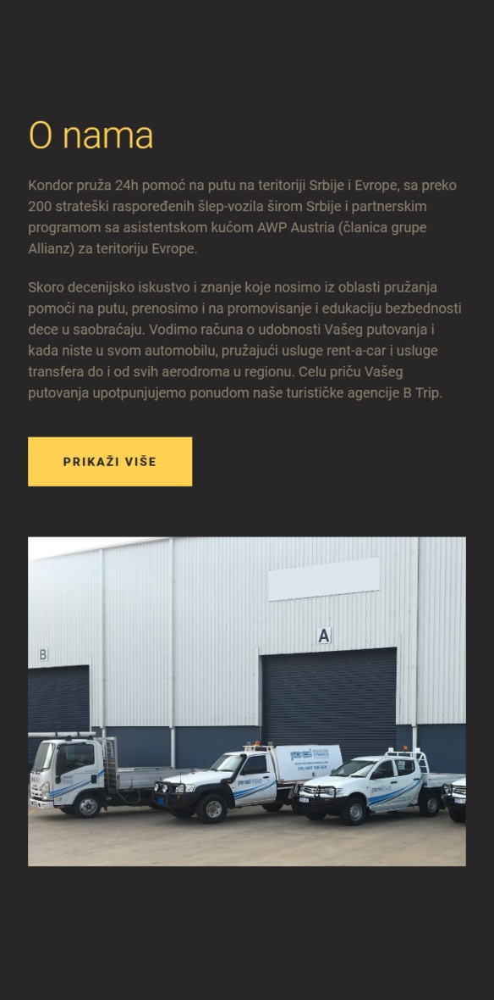 O nama
Kondor pruža 24h pomoć na putu na teritoriji Srbije i Evrope, sa preko
200 strateški raspoređenih šlep-vozila širom Srbije i partnerskim
programom sa asistentskom kućom AWP Austria (članica grupe
Allianz) za teritoriju Evrope.
Skoro decenijsko iskustvo i znanje koje nosimo iz oblasti pružanja
pomoći na putu, prenosimo i na promovisanje i edukaciju bezbednosti
dece u saobraćaju. Vodimo računa o udobnosti Vašeg putovanja i
kada niste u svom automobilu, pružajući usluge rent-a-car i usluge
transfera do i od svih aerodroma u regionu. Celu priču Vašeg
putovanja upotpunjujemo ponudom naše turističke agencije B Trip.
PRIKAŽI VIŠE
A
B